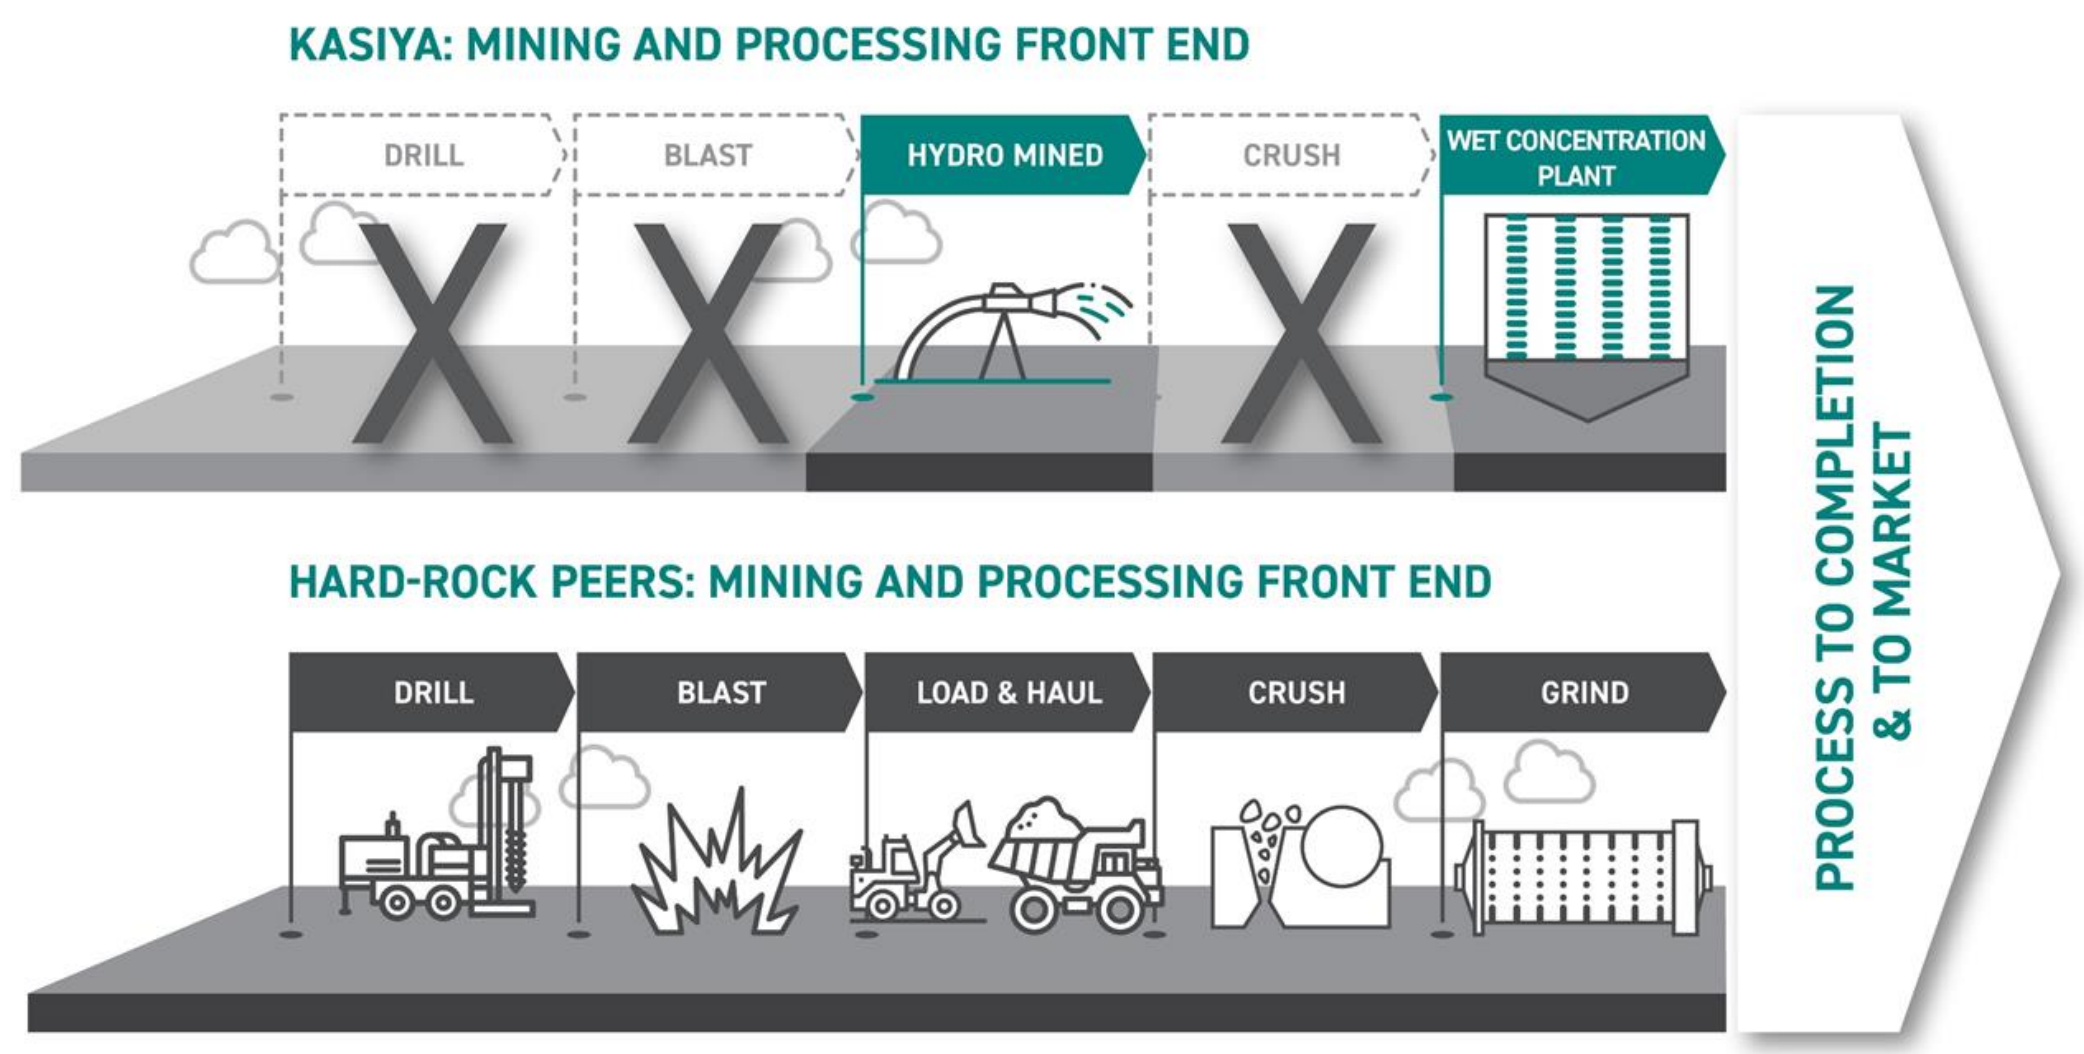 KASIYA: MINING AND PROCESSING FRONT END
DRILL
BLAST
HYDRO MINED
CRUSH
WET CONCENTRATION
PLANT
X
X
X
HARD-ROCK PEERS: MINING AND PROCESSING FRONT END
DRILL
BLAST
LOAD & HAUL
CRUSH
GRIND
PROCESS TO COMPLETION
& TO MARKET